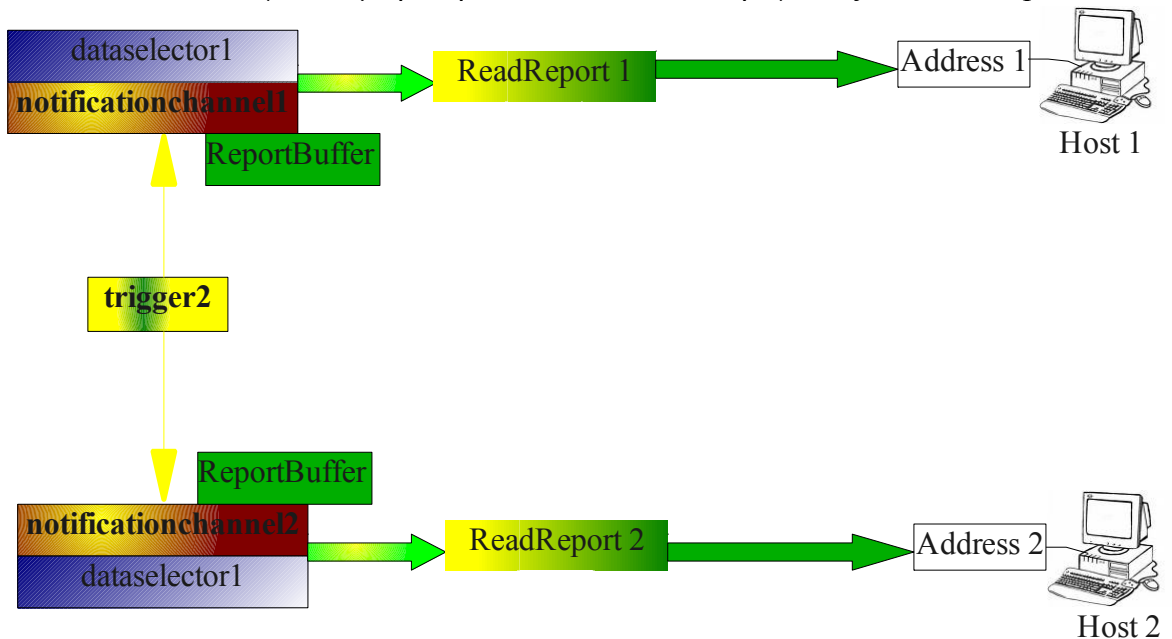 dataselector1
notificationchannel1
ReportBuffer
ReadReport 1
Address 1
Host 1
trigger2
ReportBuffer
notificationchannel2
dataselector1
ReadReport 2
Address 2
Host 2